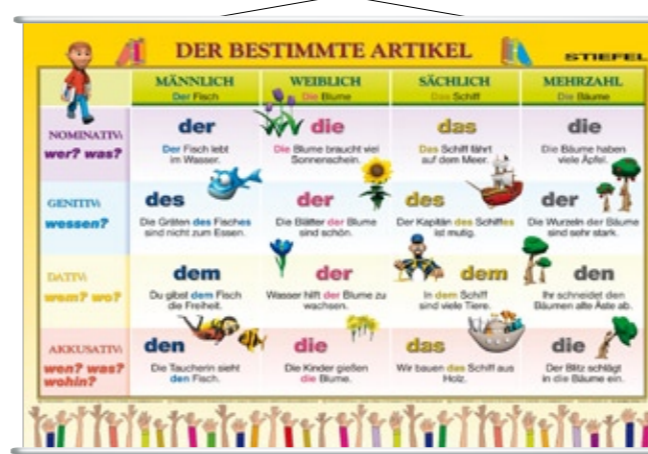 DER BESTIMMTE ARTIKEL
STIEFEL
MÄNNLICH
Der Fisch
WEIBLICH
Die Blume
SÄCHLICH
Das Schiff
MEHRZAHL
Die Bäume
NOMINATIV:
wer? was?
der
Der Fisch lebt
im Wasser.
die
Die Blume braucht viel
Sonnenschein.
das
Das Schiff fährt
auf dem Meer.
die
Die Bäume haben
viele Äpfel.
GENITIV:
wessen?
des
Die Gräten des Fisches
sind nicht zum Essen.
der
Die Blätter der Blume
sind schön.
des
Der Kapitän des Schiffes
ist mutig.
der
Die Wurzeln der Bäume
sind sehr stark.
DATIV:
wem? wo?
dem
Du gibst dem Fisch
die Freiheit.
der
Wasser hilft der Blume zu
wachsen.
dem
In dem Schiff
sind viele Tiere.
den
Ihr schneidet den
Bäumen alte Äste ab.
AKKUSATIV:
wen? was?
wohin?
den
Die Taucherin sieht
den Fisch.
die
Die Kinder gießen
die Blume.
das
Wir bauen das Schiff aus
Holz.
die
Der Blitz schlägt
in die Bäume ein.